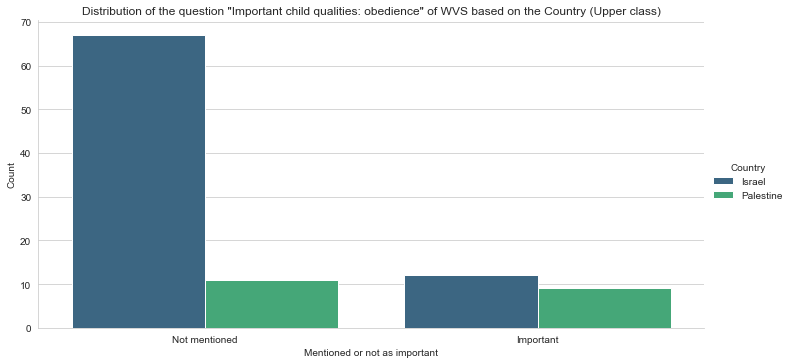 Distribution of the question "Important child qualities: obedience" of WVS based on the Country (Upper class)
70
60
50
40
30
20
10
0
Count
Not mentioned
Important
Mentioned or not as important
Country
Israel
Palestine